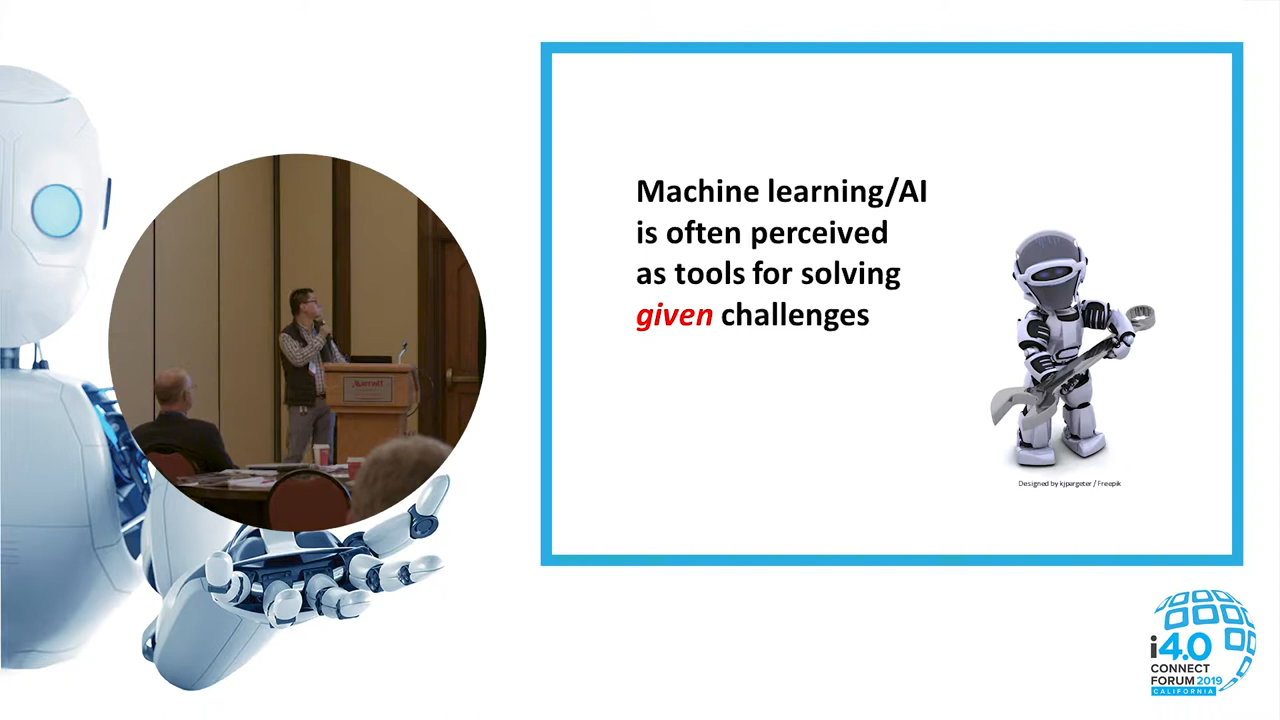 Machine learning/AI
is often perceived
as tools for solving
given challenges
Designed by kjpargeter / Freepik
Marriott
i4.0
CONNECT
FORUM 2019
CALIFORNIA